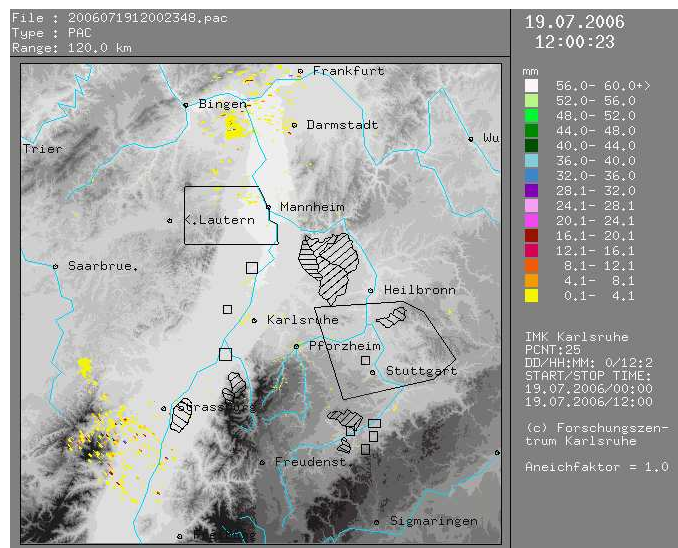 File : 2006071912002348.pac
Type : PAC
Range: 120.0 km
19.07.2006
12:00:23
mm
56.0- 60.0+>
52.0- 56.0
48.0- 52.0
44.0- 48.0
40.0- 44.0
36.0- 40.0
32.0- 36.0
28.1- 32.0
24.1- 28.1
20.1- 24.1
16.1- 20.1
12.1- 16.1
8.1- 12.1
4.1- 8.1
0.1- 4.1
IMK Karlsruhe
PCNT:25
DD/HH:MM: 0/12:2
START/STOP TIME:
19.07.2006/00:00
19.07.2006/12:00
(c) Forschungszen-
trum Karlsruhe
Aneichfaktor = 1.0
Frankfurt
Bingen
Darmstadt
Wu
Trier
Mannheim
K.Lautern
Saarbrue.
Heilbronn
Karlsruhe
Pforzheim
Stuttgart
Strassburg
Freudenst.
Sigmaringen